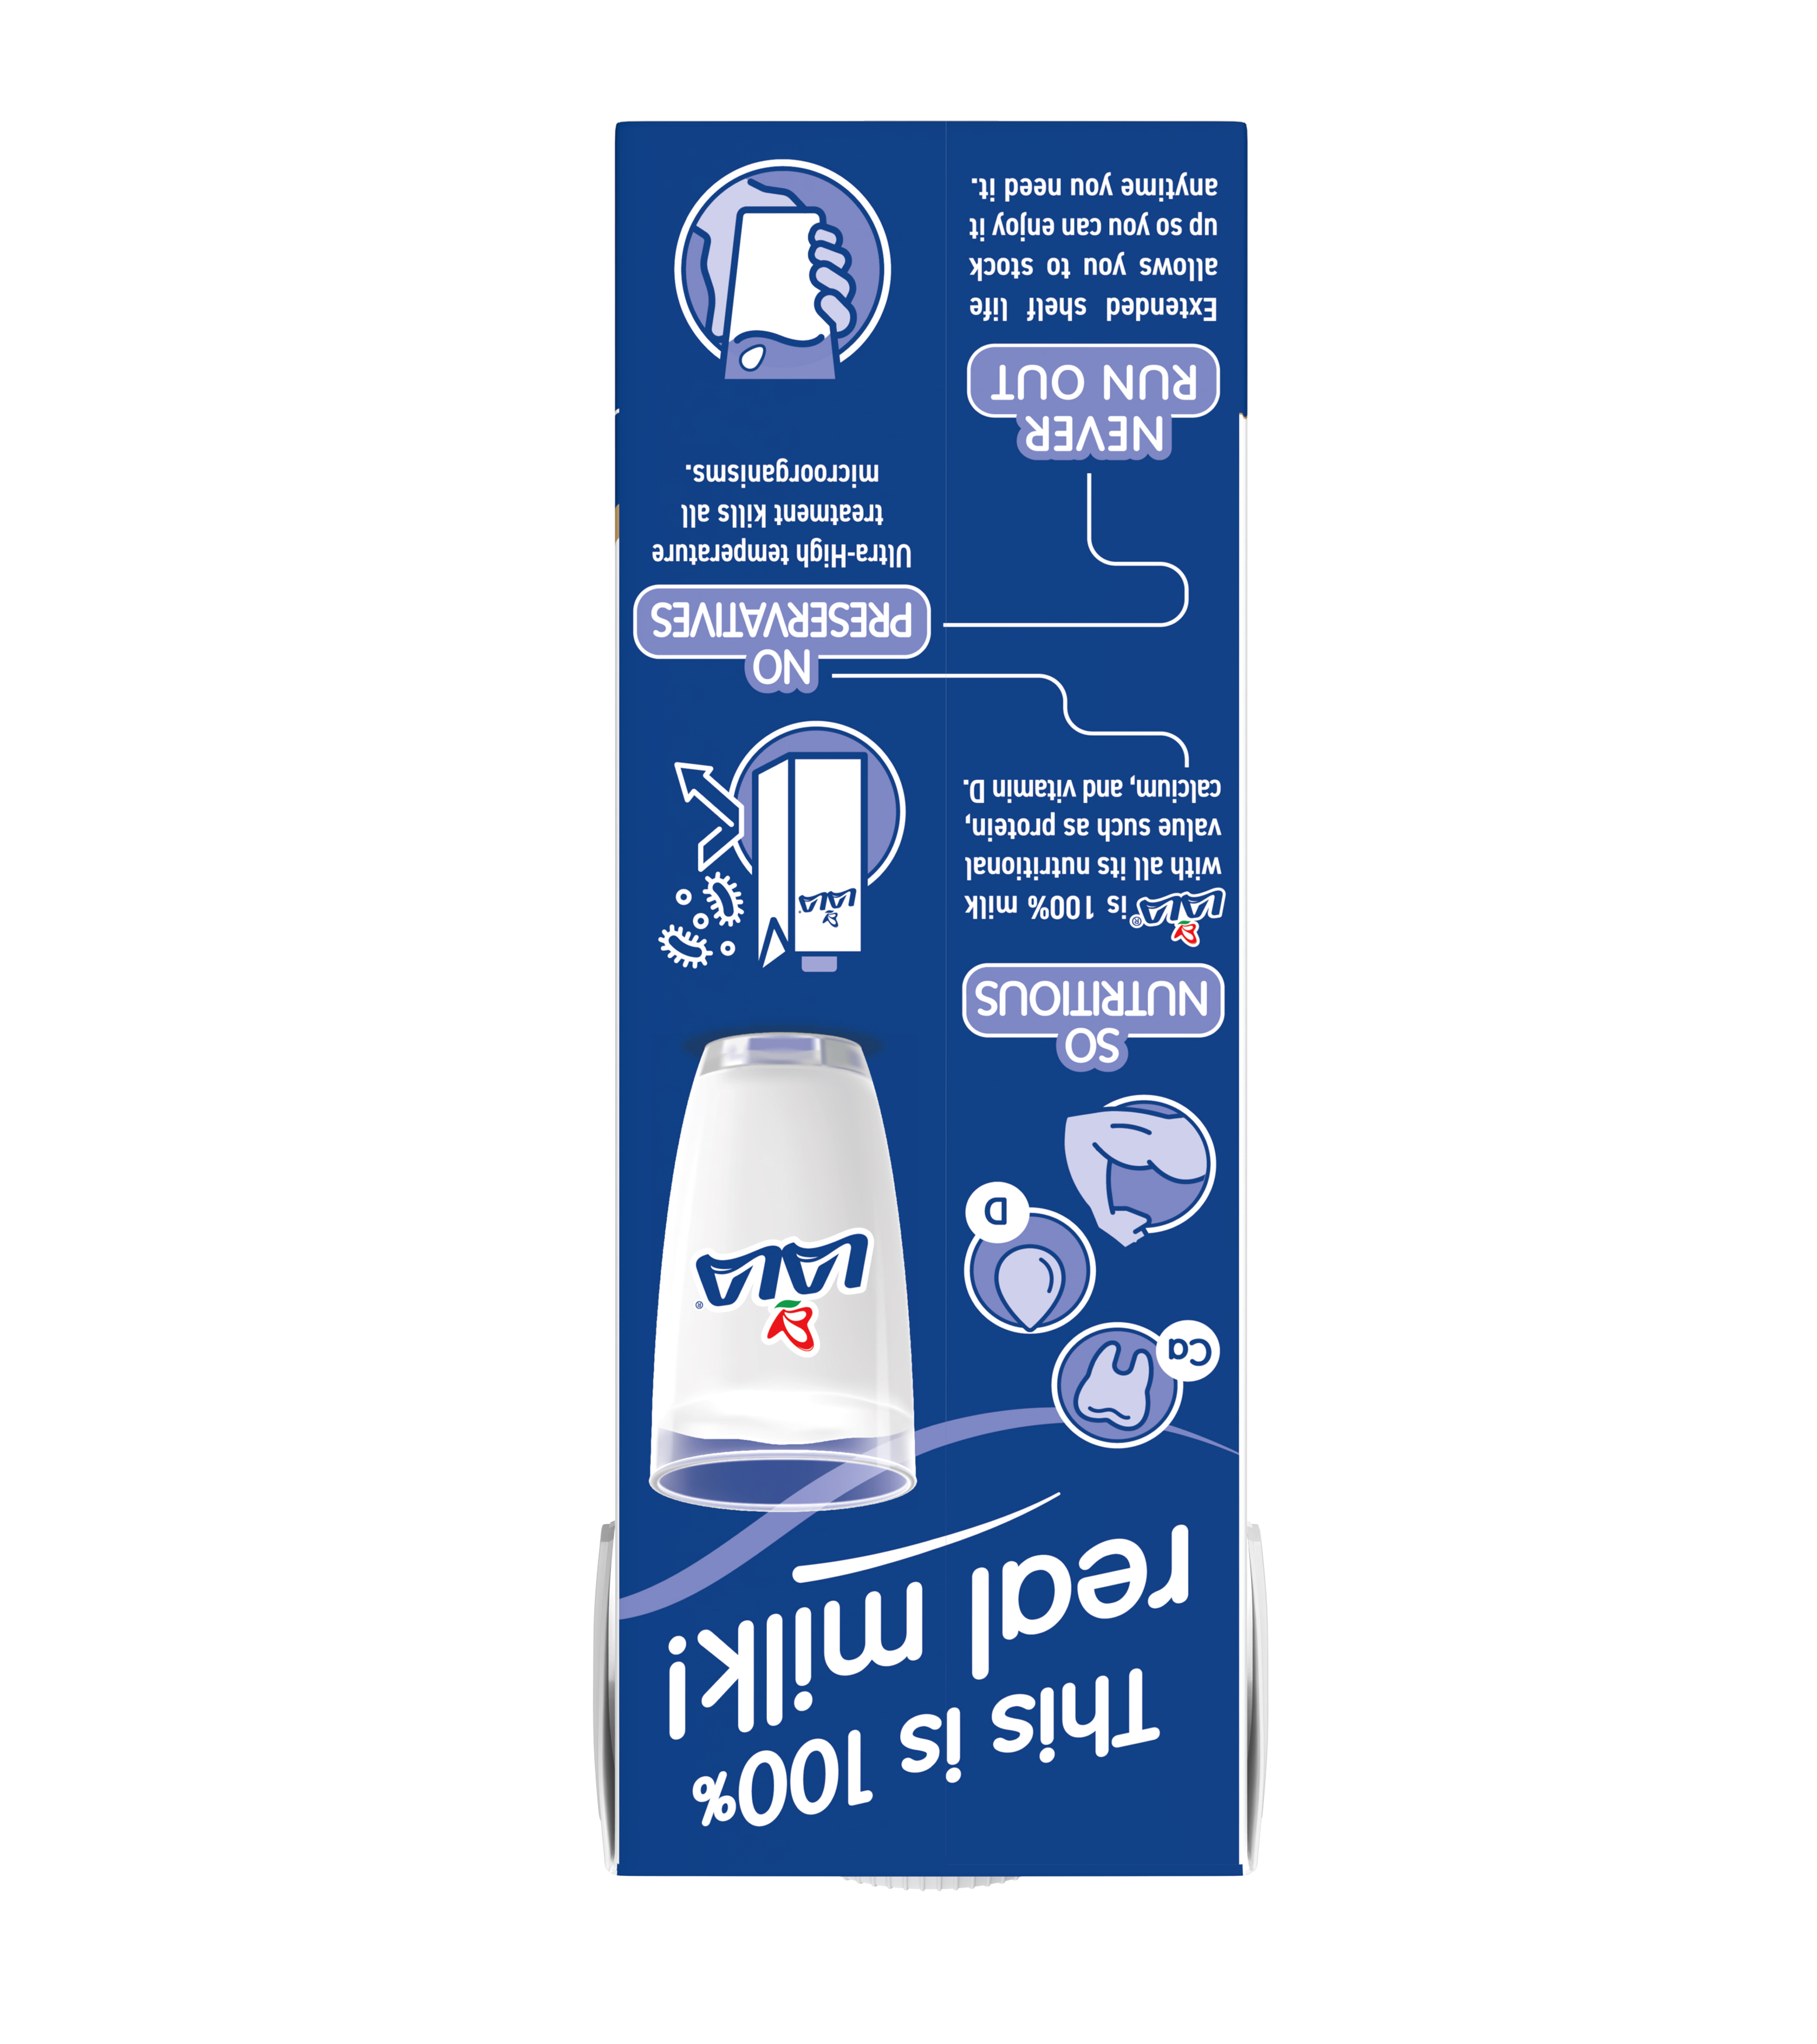 This is 100%
real milk!
Ca
D
LALA®
SO
NUTRITIOUS
LALA® is 100% milk
with all its nutritional
value such as protein,
calcium, and vitamin D.
LALA®
NO
PRESERVATIVES
Ultra-High temperature
treatment kills all
microorganisms.
NEVER
RUN OUT
Extended shelf life
allows you to stock
up so you can enjoy it
anytime you need it.